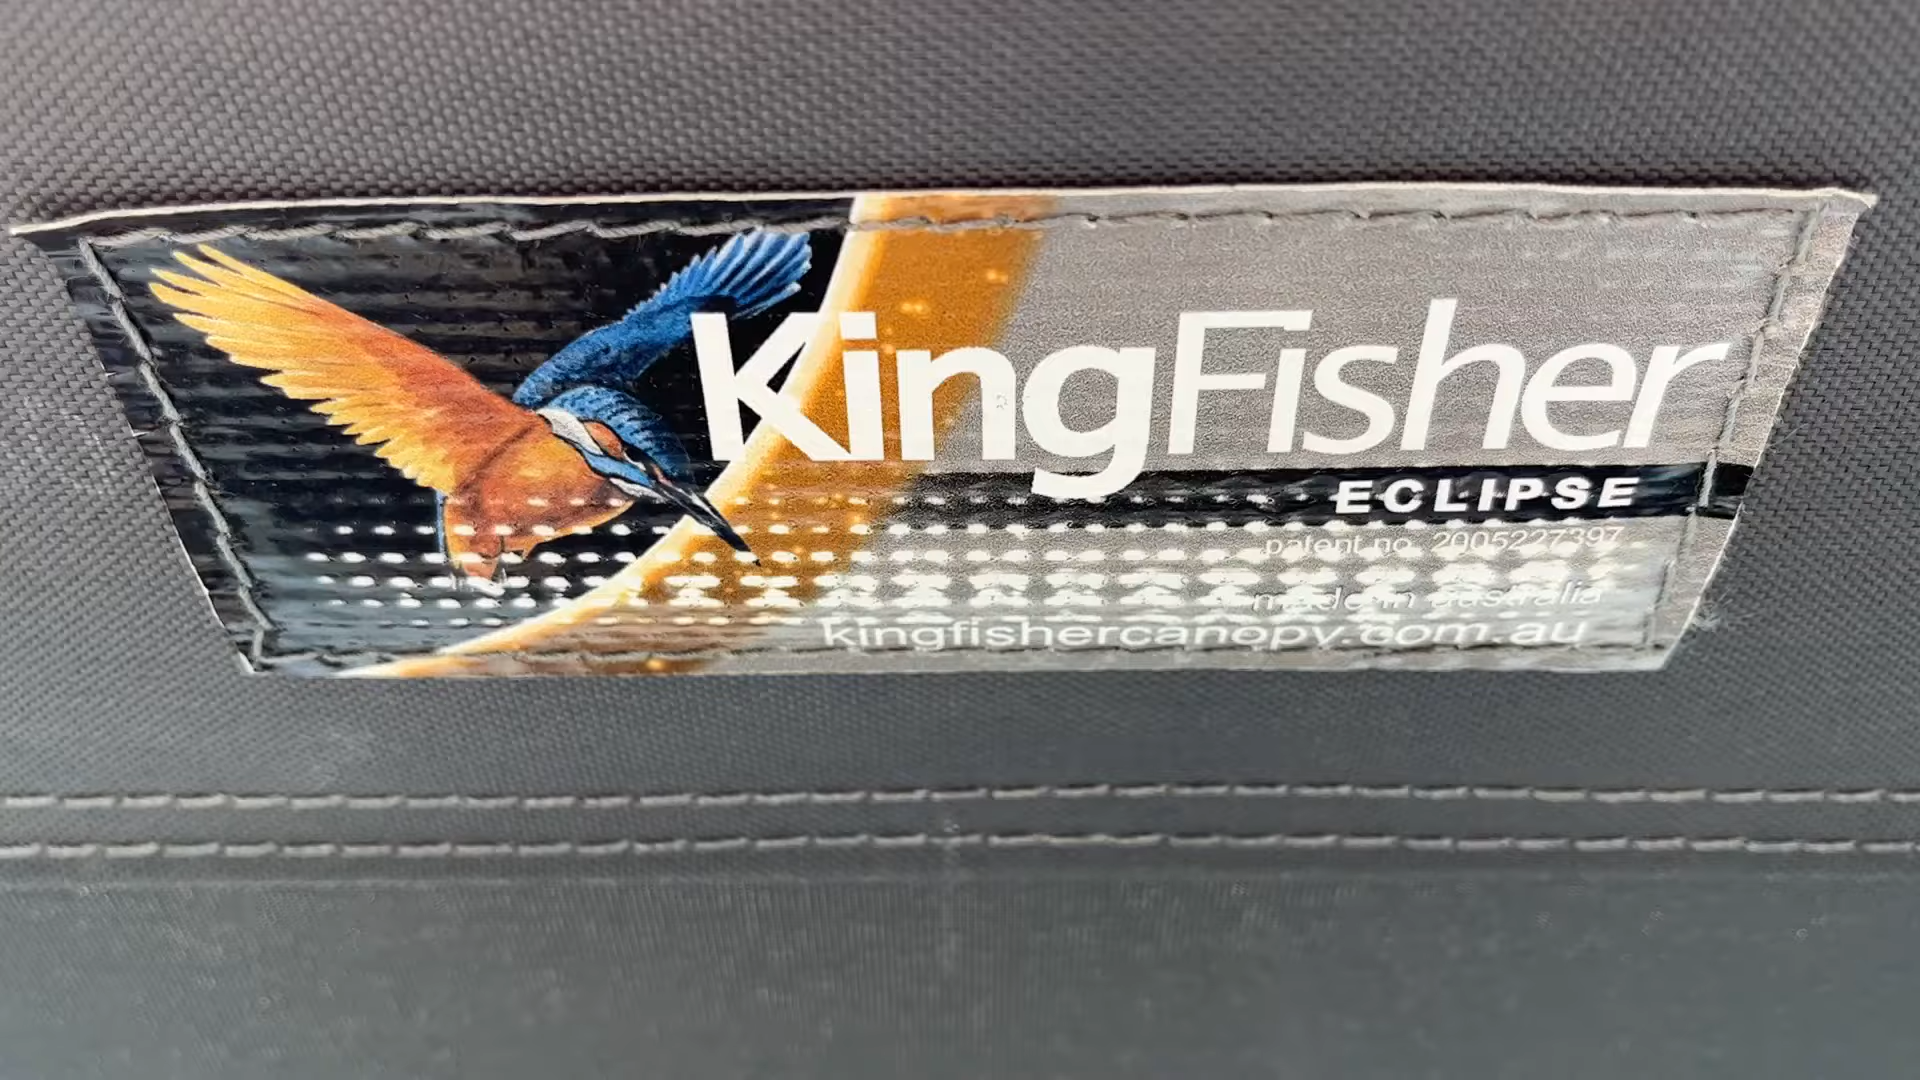 KingFisher
ECLIPSE
patent no. 2005227397
made in australia
kingfishercanopy.com.au